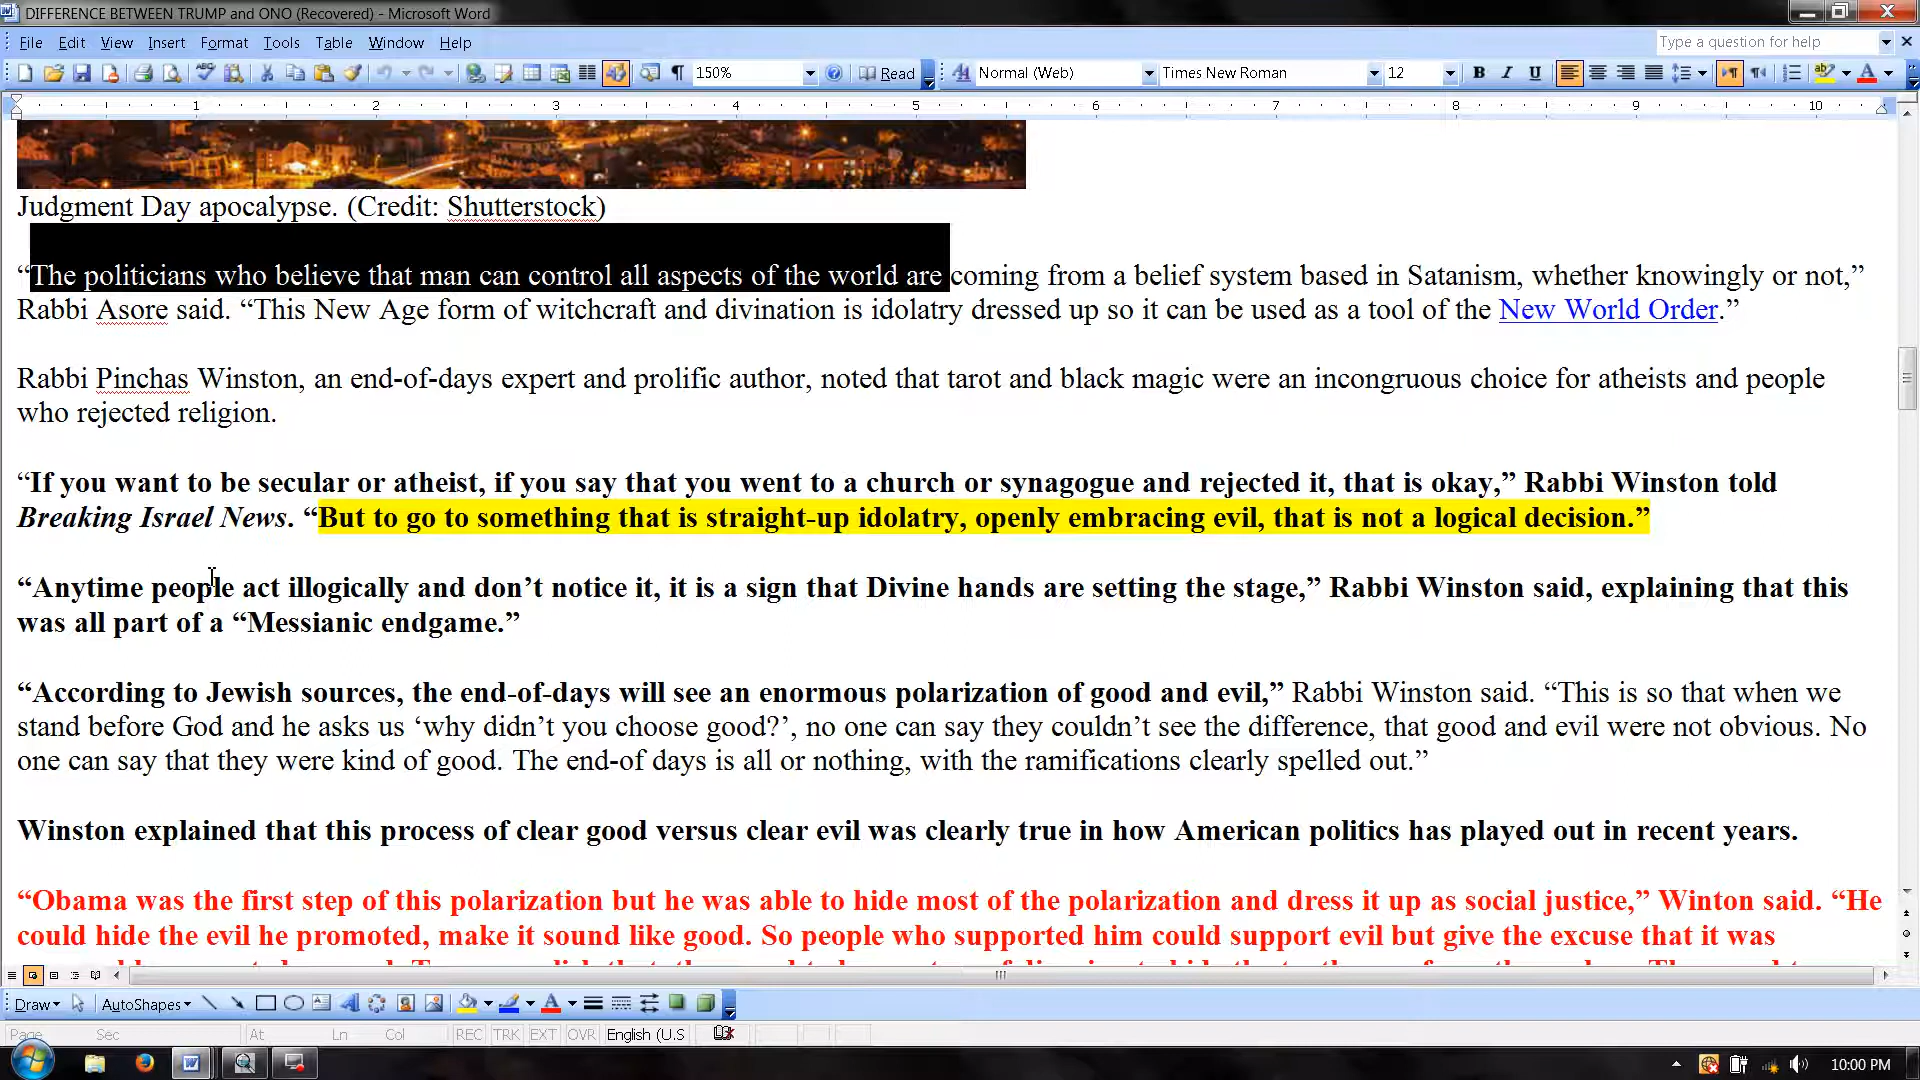 DIFFERENCE BETWEEN TRUMP and ONO (Recovered) - Microsoft Word
File Edit View Insert Format Tools Table Window Help
Type a question for help
150%
Read
Normal (Web)
Times New Roman
12
B I U
1 2 3 4 5 6 7 8 9 10
Judgment Day apocalypse. (Credit: Shutterstock)
“The politicians who believe that man can control all aspects of the world are coming from a belief system based in Satanism, whether knowingly or not,”
Rabbi Asore said. “This New Age form of witchcraft and divination is idolatry dressed up so it can be used as a tool of the New World Order.”
Rabbi Pinchas Winston, an end-of-days expert and prolific author, noted that tarot and black magic were an incongruous choice for atheists and people
who rejected religion.
“If you want to be secular or atheist, if you say that you went to a church or synagogue and rejected it, that is okay,” Rabbi Winston told
Breaking Israel News. “But to go to something that is straight-up idolatry, openly embracing evil, that is not a logical decision.”
“Anytime people act illogically and don’t notice it, it is a sign that Divine hands are setting the stage,” Rabbi Winston said, explaining that this
was all part of a “Messianic endgame.”
“According to Jewish sources, the end-of-days will see an enormous polarization of good and evil,” Rabbi Winston said. “This is so that when we
stand before God and he asks us ‘why didn’t you choose good?’, no one can say they couldn’t see the difference, that good and evil were not obvious. No
one can say that they were kind of good. The end-of days is all or nothing, with the ramifications clearly spelled out.”
Winston explained that this process of clear good versus clear evil was clearly true in how American politics has played out in recent years.
“Obama was the first step of this polarization but he was able to hide most of the polarization and dress it up as social justice,” Winton said. “He
could hide the evil he promoted, make it sound like good. So people who supported him could support evil but give the excuse that it was
Draw AutoShapes
Page Sec At Ln Col REC TRK EXT OVR English (U.S
10:00 PM